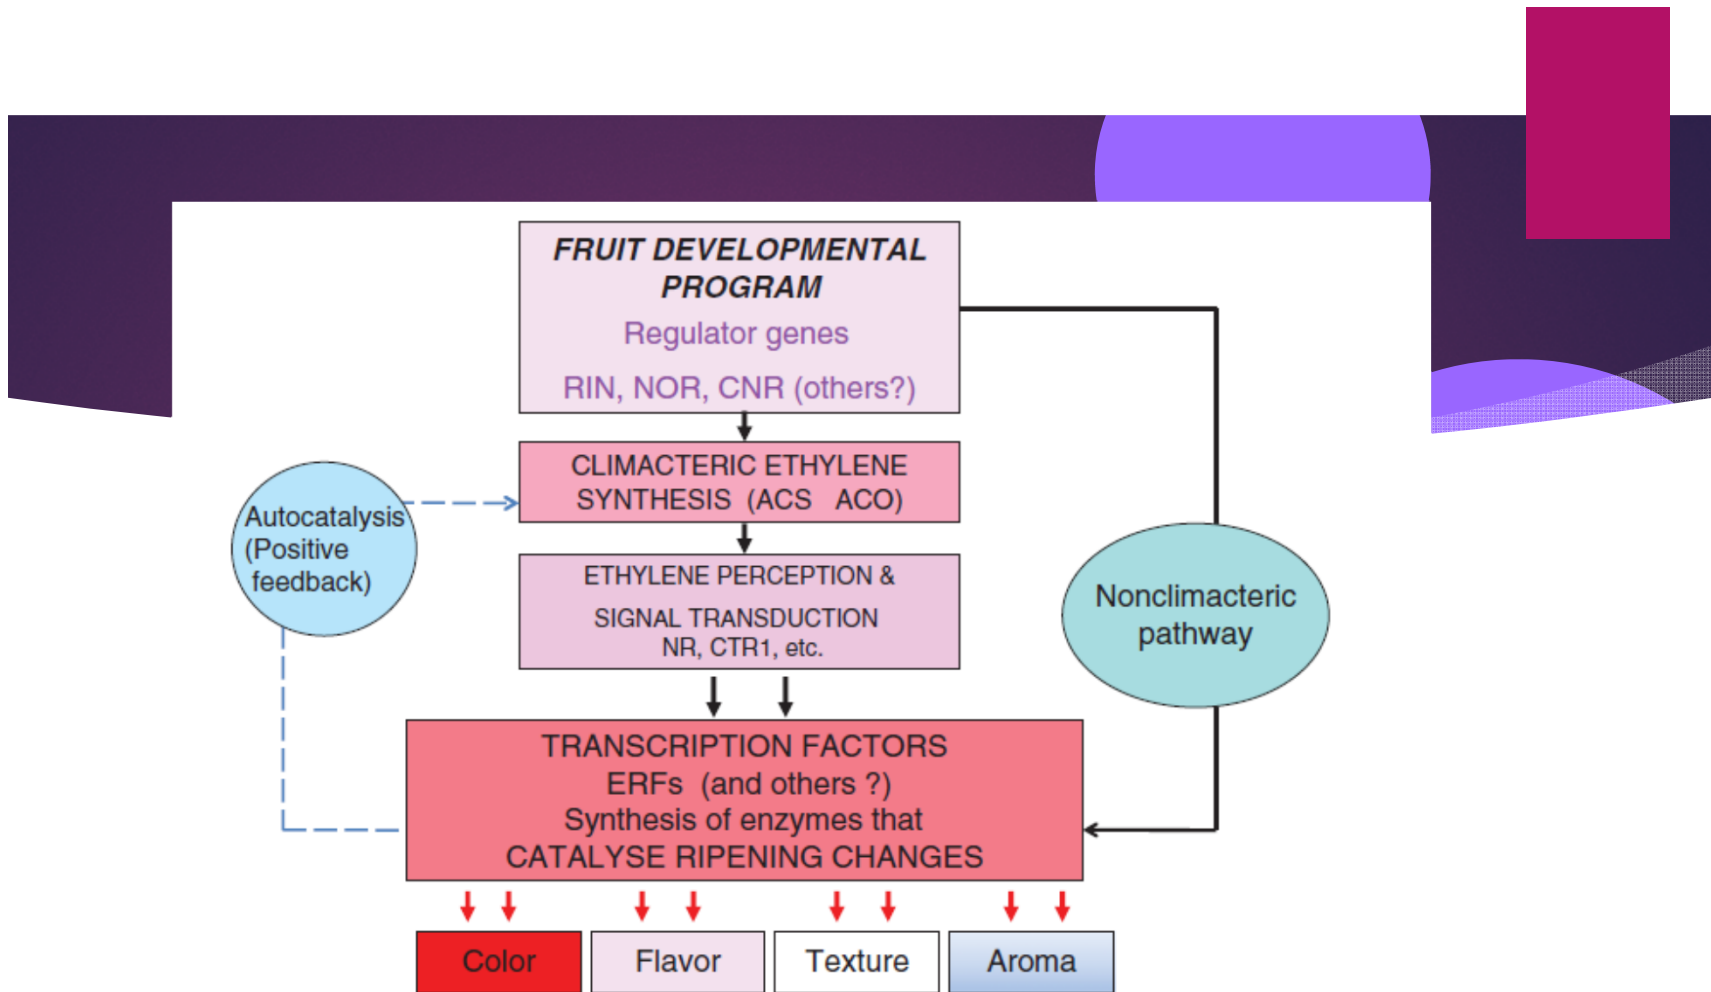 FRUIT DEVELOPMENTAL
PROGRAM
Regulator genes
RIN, NOR, CNR (others?)
CLIMACTERIC ETHYLENE
SYNTHESIS (ACS ACO)
Autocatalysis
(Positive
feedback)
ETHYLENE PERCEPTION &
SIGNAL TRANSDUCTION
NR, CTR1, etc.
Nonclimacteric
pathway
TRANSCRIPTION FACTORS
ERFs (and others ?)
Synthesis of enzymes that
CATALYSE RIPENING CHANGES
Color
Flavor
Texture
Aroma